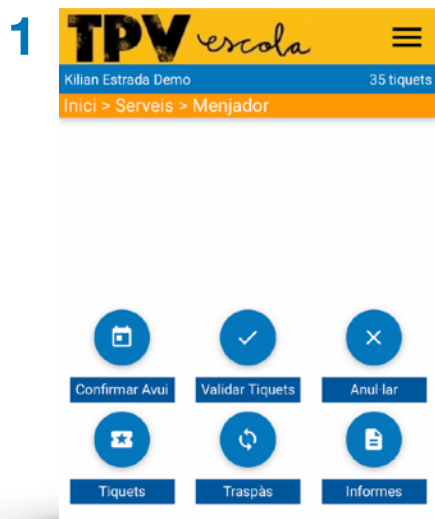 1
TPV escola
Kilian Estrada Demo 35 tiquets
Inici > Serveis > Menjador
Confirmar Avui Validar Tiquets Anul·lar
Tiquets Traspàs Informes